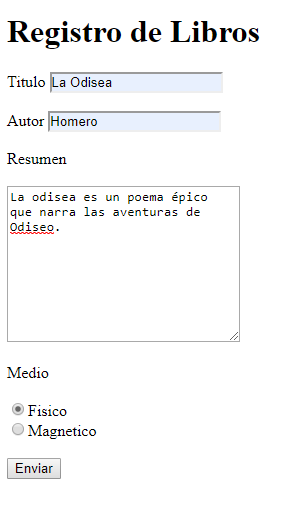 Registro de Libros
Titulo La Odisea
Autor Homero
Resumen
La odisea es un poema épico
que narra las aventuras de
Odiseo.
Medio
Fisico
Magnetico
Enviar